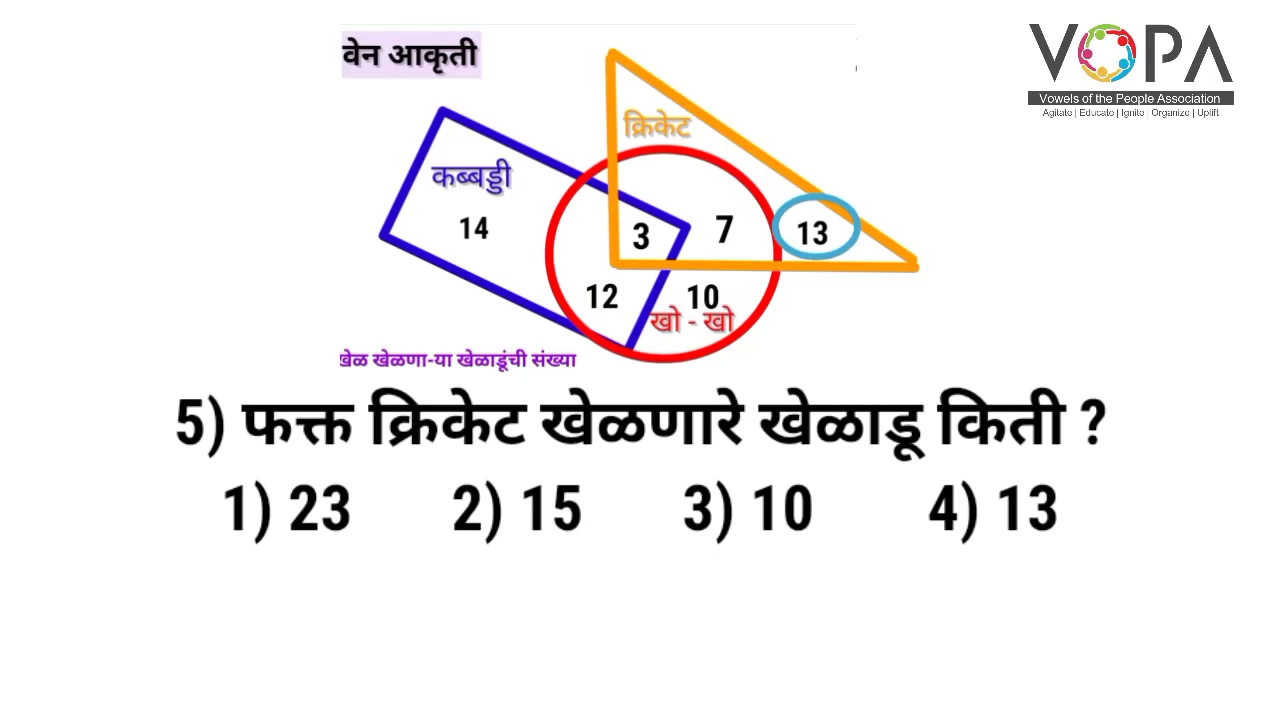 वेन आकृती
VOPA
Vowels of the People Association
Agitate | Educate | Ignite | Organize | Uplift
क्रिकेट
कब्बड्डी
14
3
7
13
12
10
खो - खो
खेळ खेळणा-या खेळाडूंची संख्या
5) फक्त क्रिकेट खेळणारे खेळाडू किती ?
1) 23 2) 15 3) 10 4) 13